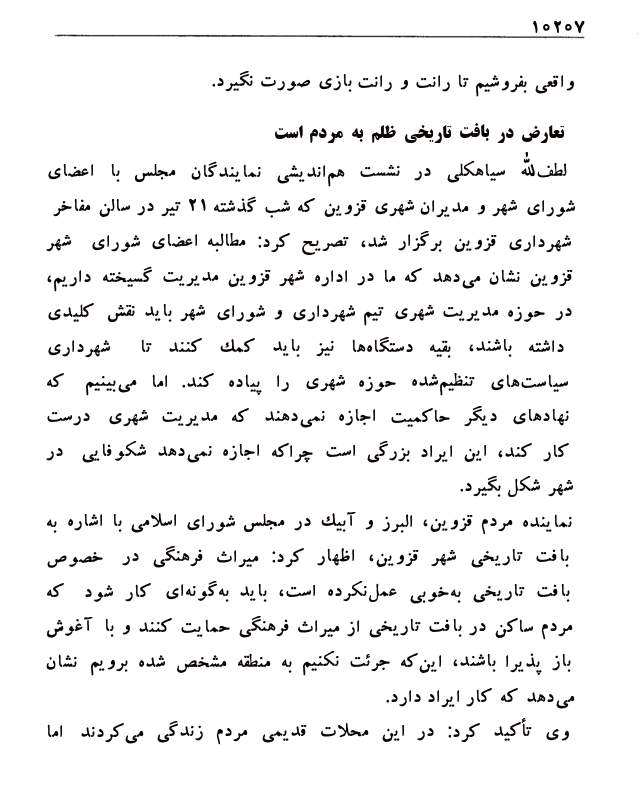 ۱۰۲۰۷
واقعی بفروشیم تا رانت و رانت بازی صورت نگیرد.
تعارض در بافت تاریخی ظلم به مردم است
لطف‌الله سیاهکلی در نشست هم‌اندیشی نمایندگان مجلس با اعضای
شورای شهر و مدیران شهری قزوین که شب گذشته ۲۱ تیر در سالن مفاخر
شهرداری قزوین برگزار شد، تصریح کرد: مطالبه اعضای شورای شهر
قزوین نشان می‌دهد که ما در اداره شهر قزوین مدیریت گسیخته داریم،
در حوزه مدیریت شهری تیم شهرداری و شورای شهر باید نقش کلیدی
داشته باشند، بقیه دستگاه‌ها نیز باید کمك کنند تا شهرداری
سیاست‌های تنظیم‌شده حوزه شهری را پیاده کند. اما می‌بینیم که
نهادهای دیگر حاکمیت اجازه نمی‌دهند که مدیریت شهری درست
کار کند، این ایراد بزرگی است چراکه اجازه نمی‌دهد شکوفایی در
شهر شکل بگیرد.
نماینده مردم قزوین، البرز و آبیك در مجلس شورای اسلامی با اشاره به
بافت تاریخی شهر قزوین، اظهار کرد: میراث فرهنگی در خصوص
بافت تاریخی به‌خوبی عمل‌نکرده است، باید به‌گونه‌ای کار شود که
مردم ساکن در بافت تاریخی از میراث فرهنگی حمایت کنند و با آغوش
باز پذیرا باشند، این‌که جرئت نکنیم به منطقه مشخص شده برویم نشان
می‌دهد که کار ایراد دارد.
وی تأکید کرد: در این محلات قدیمی مردم زندگی می‌کردند اما